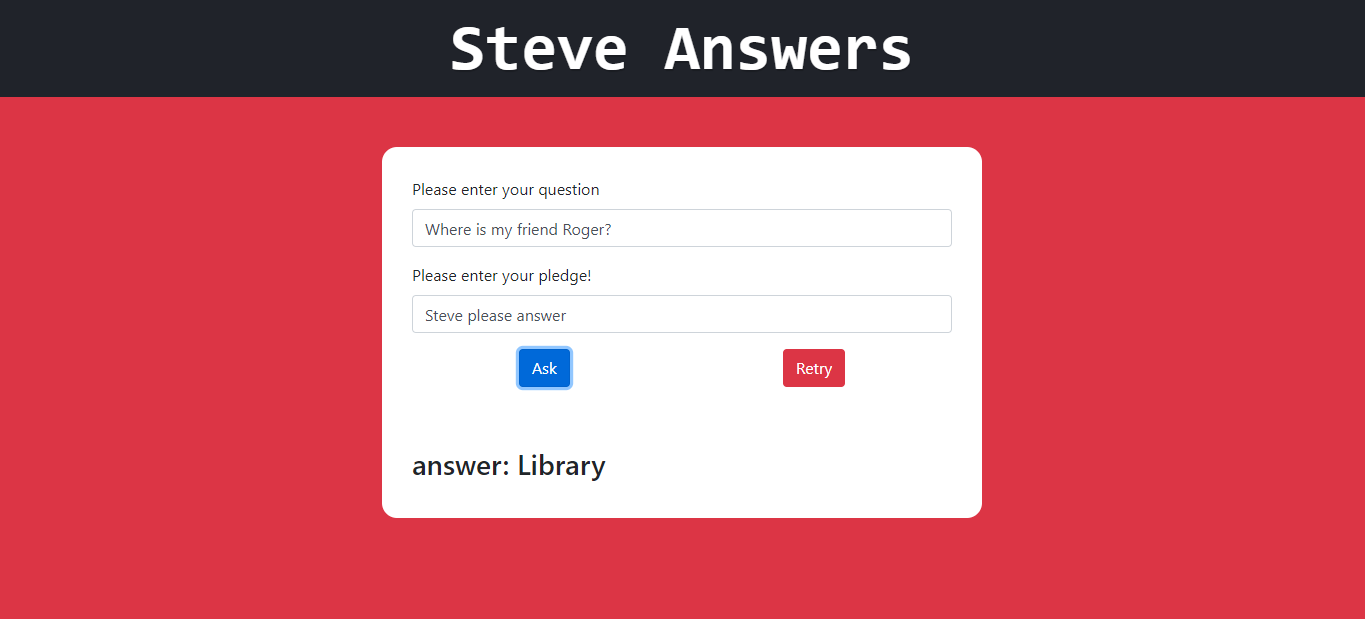 Steve Answers
Please enter your question
Where is my friend Roger?
Please enter your pledge!
Steve please answer
Ask
Retry
answer: Library